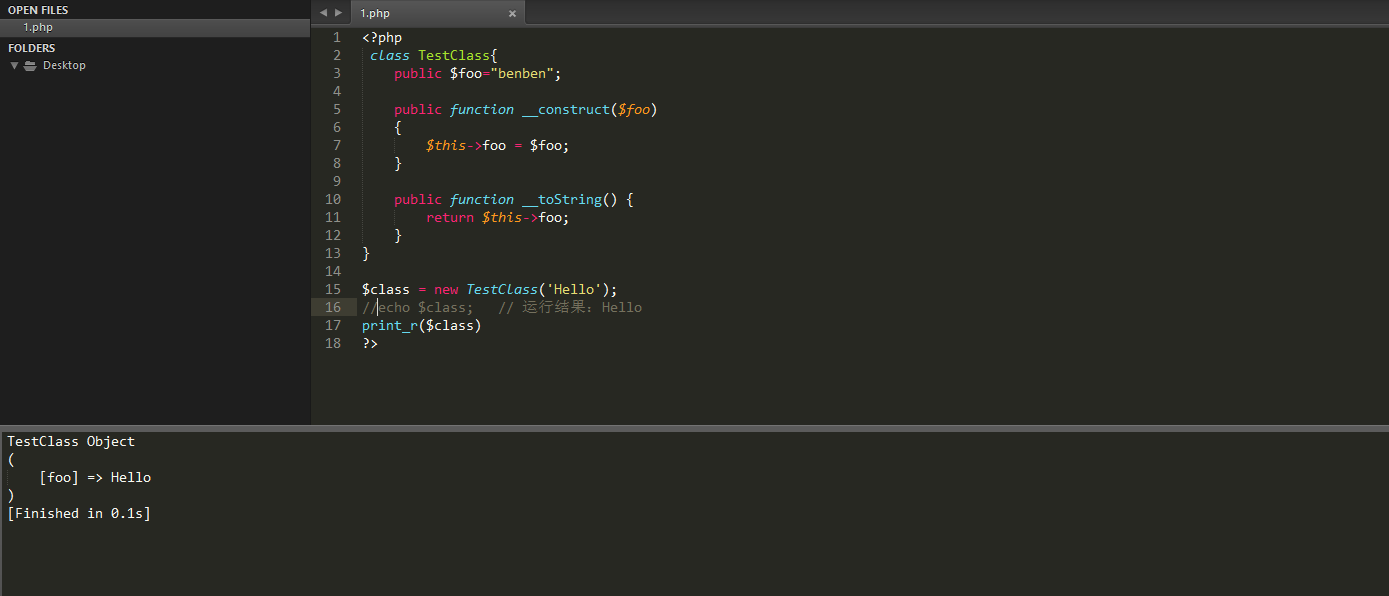 OPEN FILES
1.php
FOLDERS
Desktop
1.php
1 <?php
2 class TestClass{
3 public $foo="benben";
4
5 public function __construct($foo)
6 {
7 $this->foo = $foo;
8 }
9
10 public function __toString() {
11 return $this->foo;
12 }
13 }
14
15 $class = new TestClass('Hello');
16 //echo $class; // 运行结果：Hello
17 print_r($class)
18 ?>
TestClass Object
(
[foo] => Hello
)
[Finished in 0.1s]